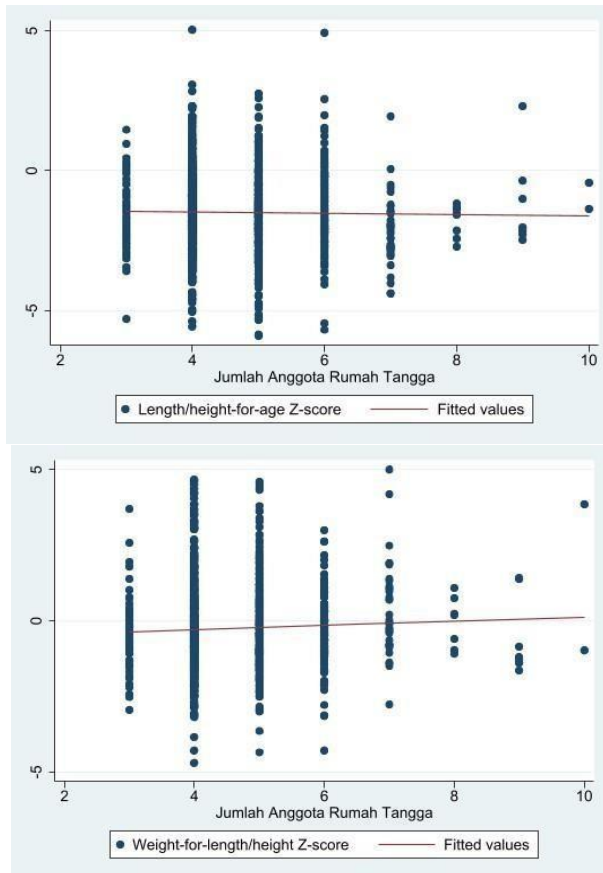 5
0
-5
2 4 6 8 10
Jumlah Anggota Rumah Tangga
Length/height-for-age Z-score Fitted values
5
0
-5
2 4 6 8 10
Jumlah Anggota Rumah Tangga
Weight-for-length/height Z-score Fitted values